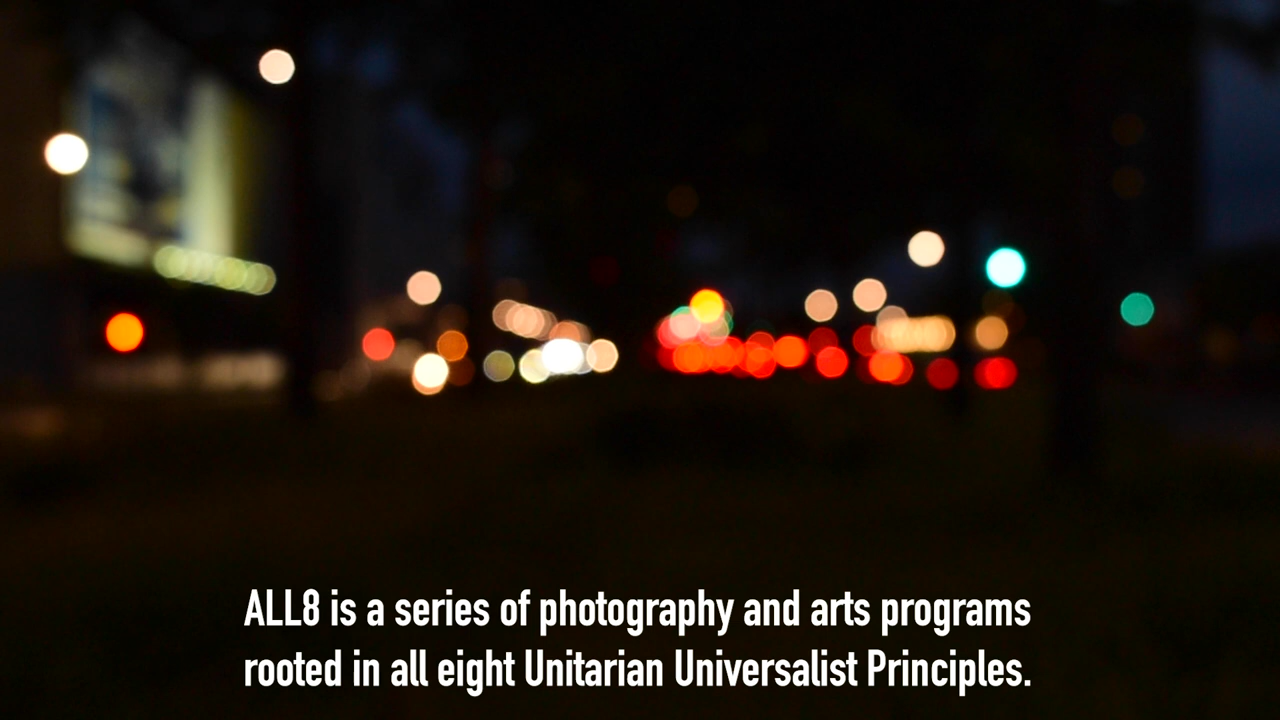 ALL8 is a series of photography and arts programs
rooted in all eight Unitarian Universalist Principles.